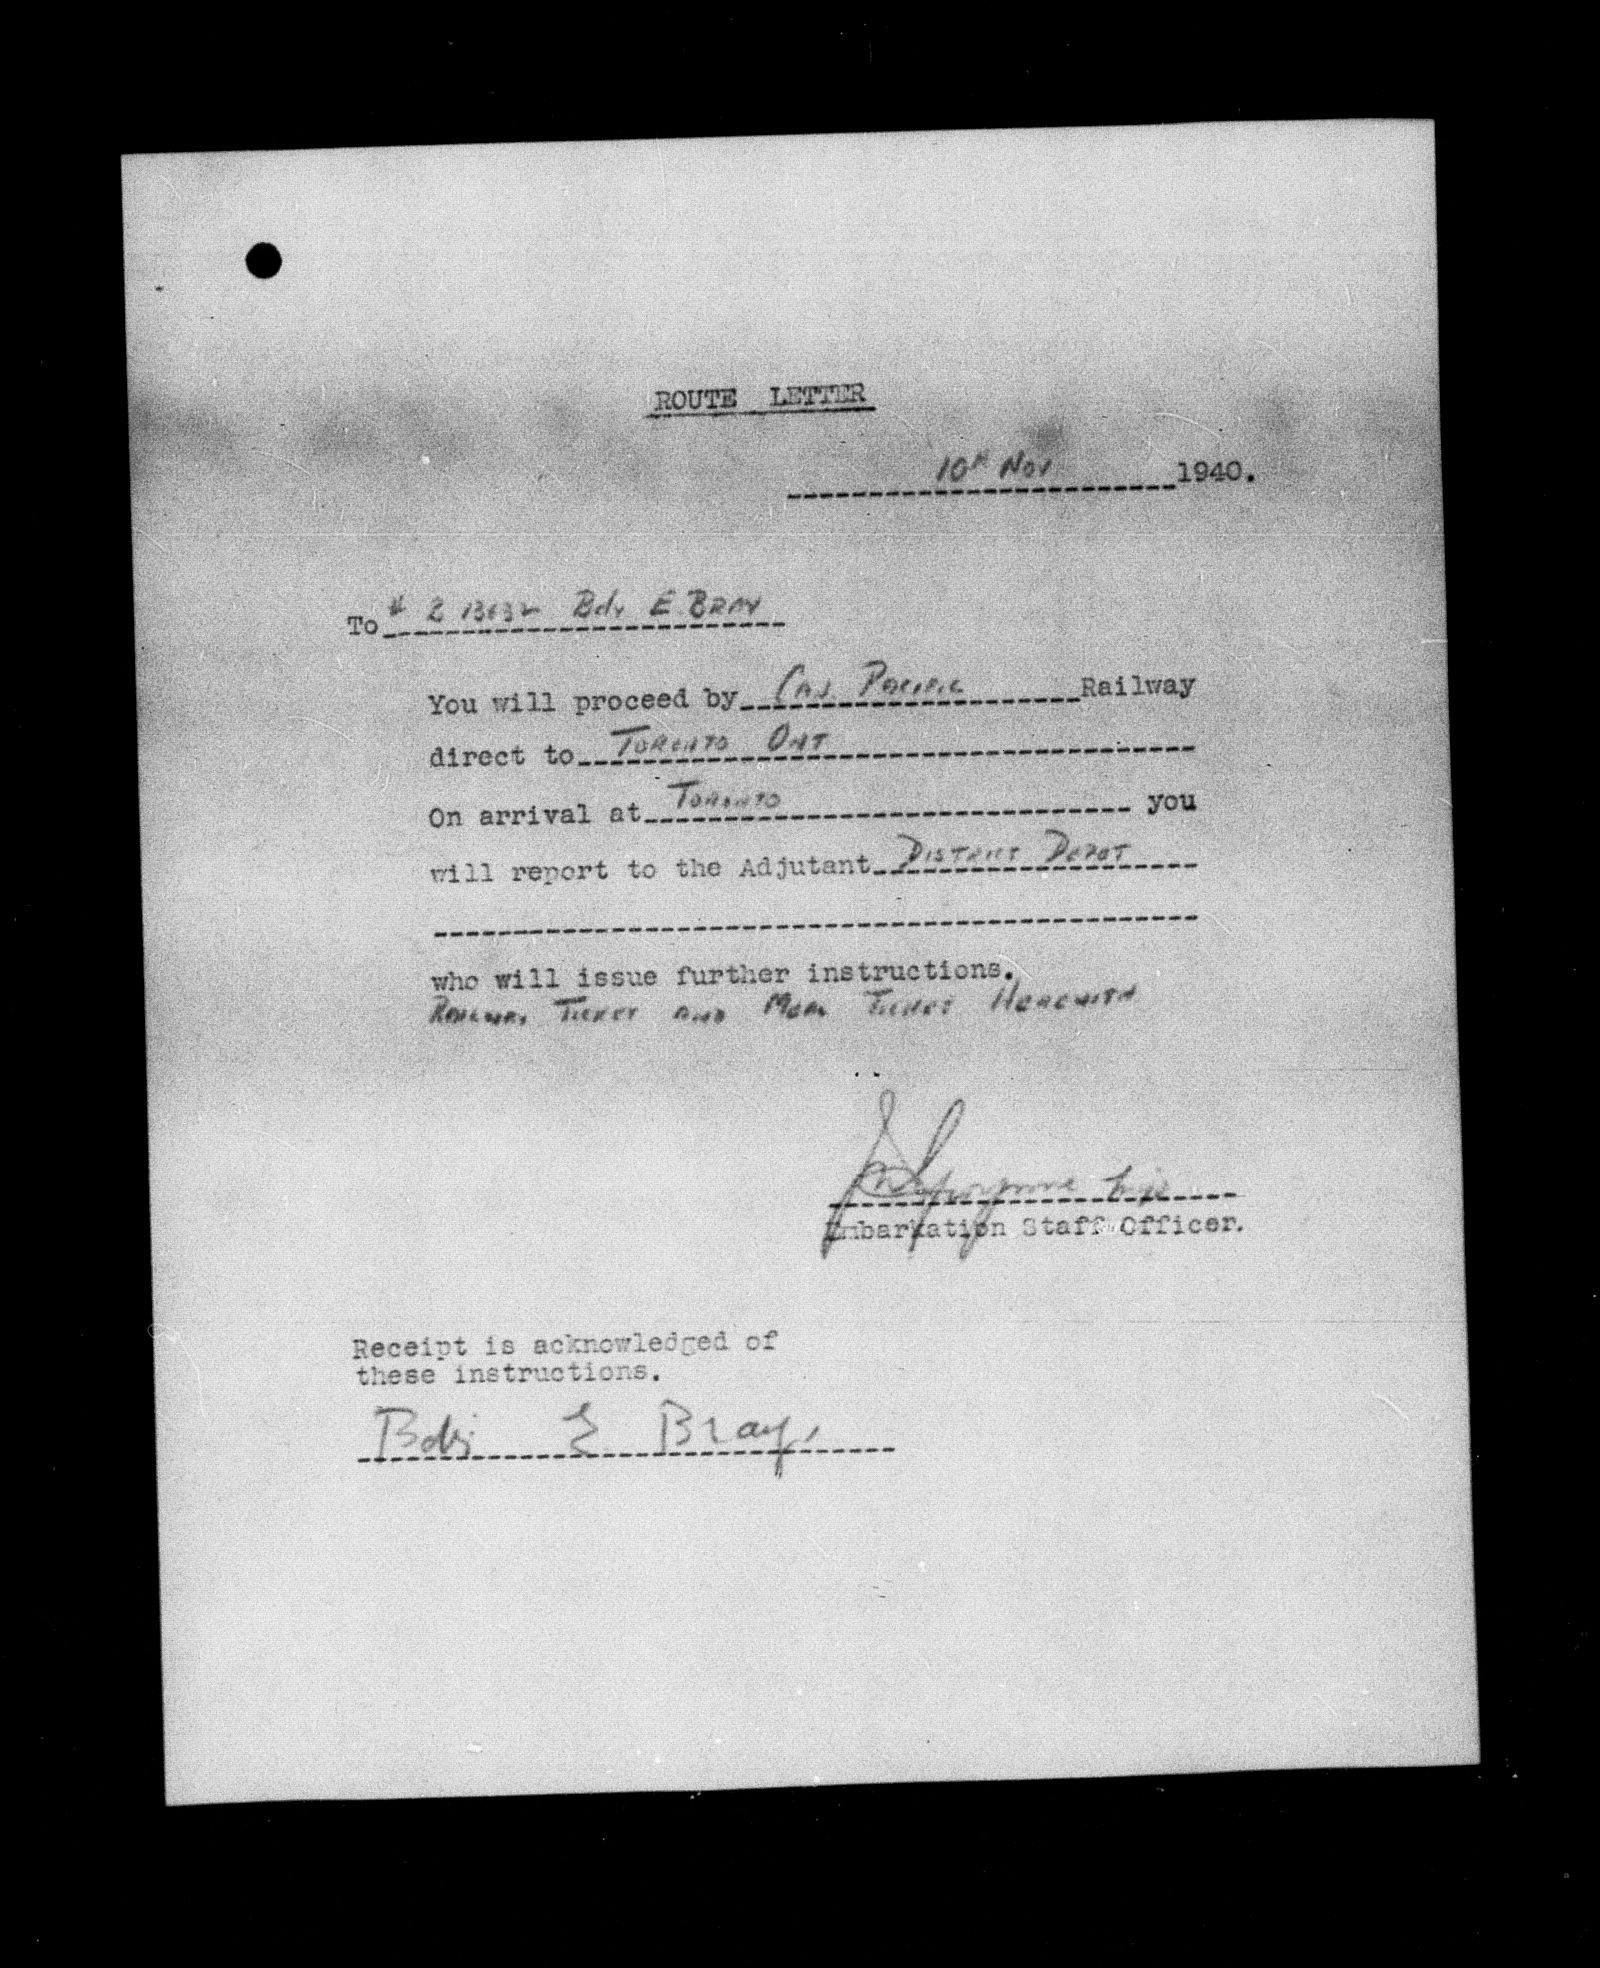 ROUTE LETTER
10th Nov 1940.
To # Bdr E BRAY
You will proceed by CAN. PACIFIC Railway
direct to TORONTO ONT
On arrival at TORONTO you
will report to the Adjutant DISTRICT DEPOT
who will issue further instructions.
RAILWAY TICKET AND MEAL TICKET HEREWITH
Embarkation Staff Officer.
Receipt is acknowledged of
these instructions.
Bdr E Bray.